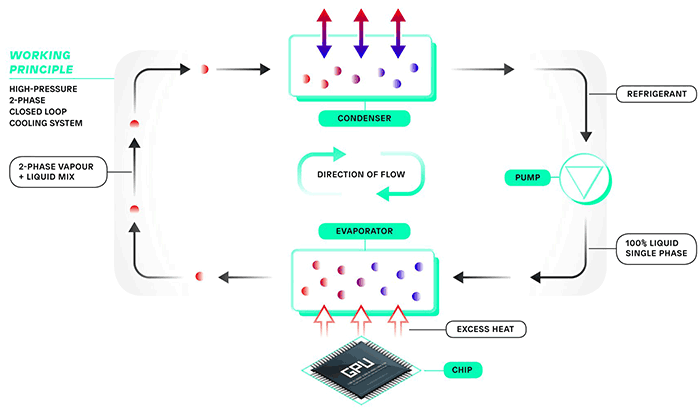 WORKING
PRINCIPLE
HIGH-PRESSURE
2-PHASE
CLOSED LOOP
COOLING SYSTEM
CONDENSER
REFRIGERANT
2-PHASE VAPOUR
+ LIQUID MIX
DIRECTION OF FLOW
PUMP
EVAPORATOR
100% LIQUID
SINGLE PHASE
EXCESS HEAT
GPU
CHIP